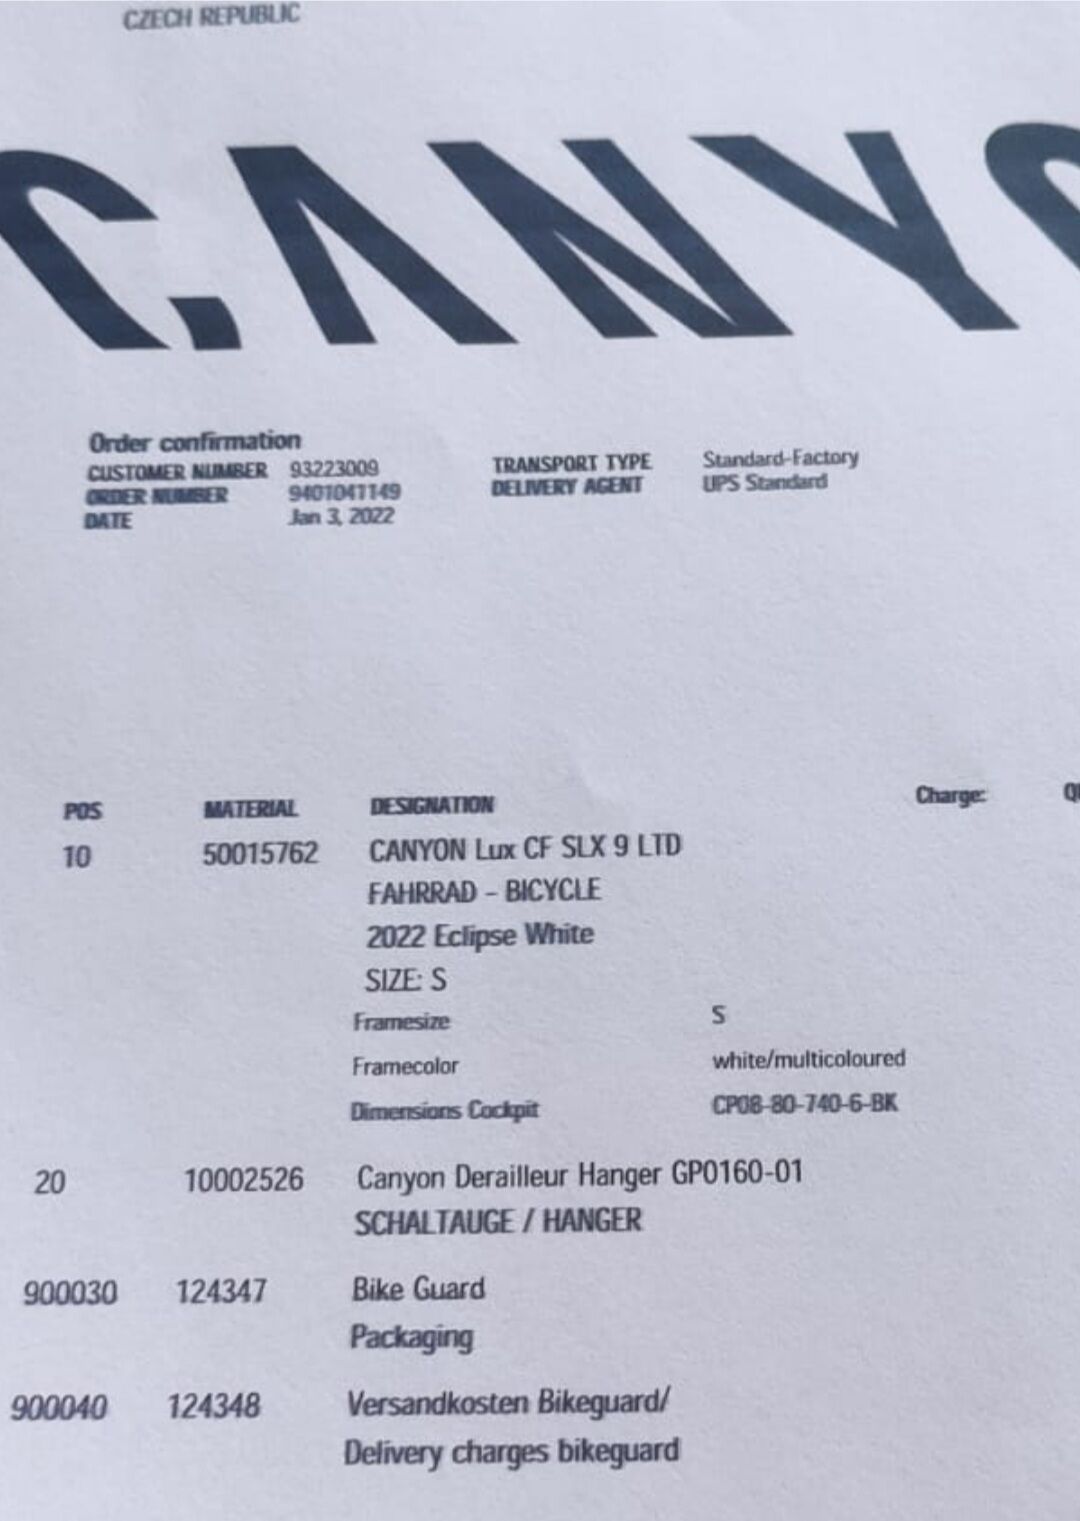 CZECH REPUBLIC
CANYO
Order confirmation
CUSTOMER NUMBER 93223009 TRANSPORT TYPE Standard-Factory
ORDER NUMBER 9401041149 DELIVERY AGENT UPS Standard
DATE Jan 3, 2022
POS MATERIAL DESIGNATION Charge:
10 50015762 CANYON Lux CF SLX 9 LTD
FAHRRAD - BICYCLE
2022 Eclipse White
SIZE: S
Framesize S
Framecolor white/multicoloured
Dimensions Cockpit CP08-80-740-6-BK
20 10002526 Canyon Derailleur Hanger GP0160-01
SCHALTAUGE / HANGER
900030 124347 Bike Guard
Packaging
900040 124348 Versandkosten Bikeguard/
Delivery charges bikeguard